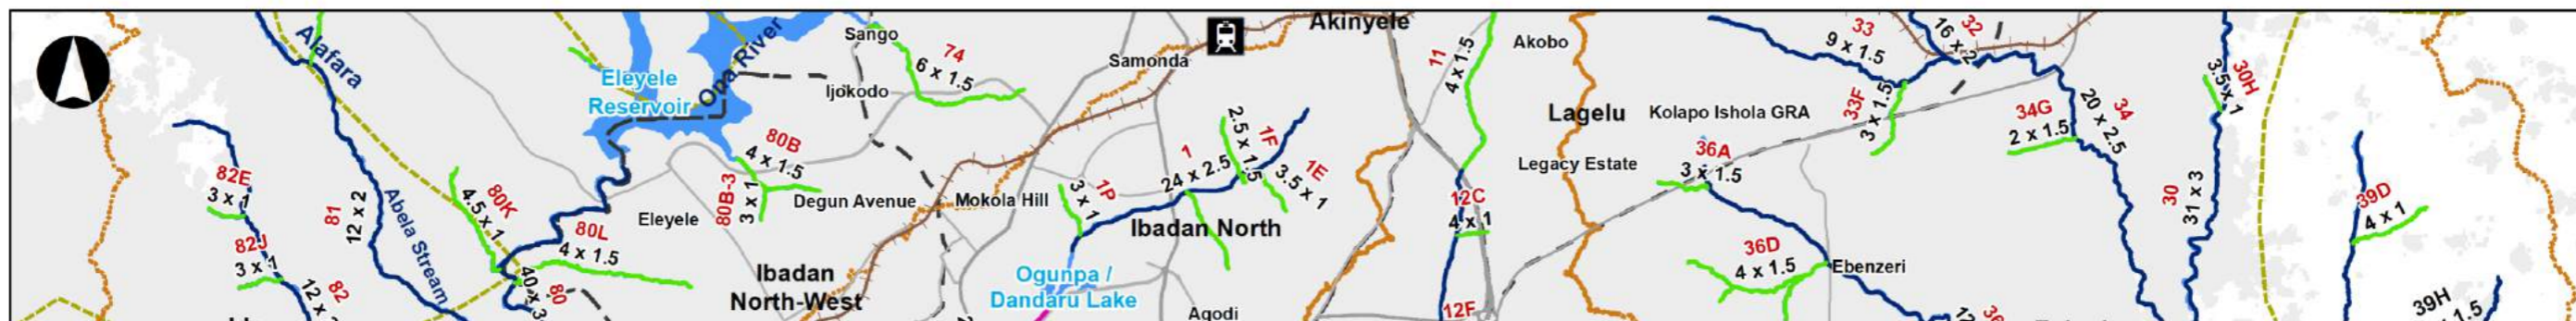 Alafara
Eleyele
Reservoir
Opa River
Sango
74
6 x 1.5
Ijokodo
Samonda
Akinyele
11
4 x 1.5
Akobo
33
9 x 1.5
32
16 x 2
30H
3.5 x 1
82E
3 x 1
81
12 x 2
Abela Stream
80K
4.5 x 1
80B
4 x 1.5
80B-3
3 x 1
Degun Avenue
Mokola Hill
Eleyele
1P
3 x 1
1
24 x 2.5
2.5 x 1.5
1F
1E
3.5 x 1
Lagelu
Kolapo Ishola GRA
Legacy Estate
36A
3 x 1.5
33F
3 x 1.5
34G
2 x 1.5
34
20 x 2.5
30
31 x 3
39D
4 x 1
82J
3 x 1
82
80L
4 x 1.5
80
Ibadan
North-West
Ogunpa /
Dandaru Lake
Ibadan North
Agodi
12C
4 x 1
12F
36D
4 x 1.5
Ebenzeri
39H